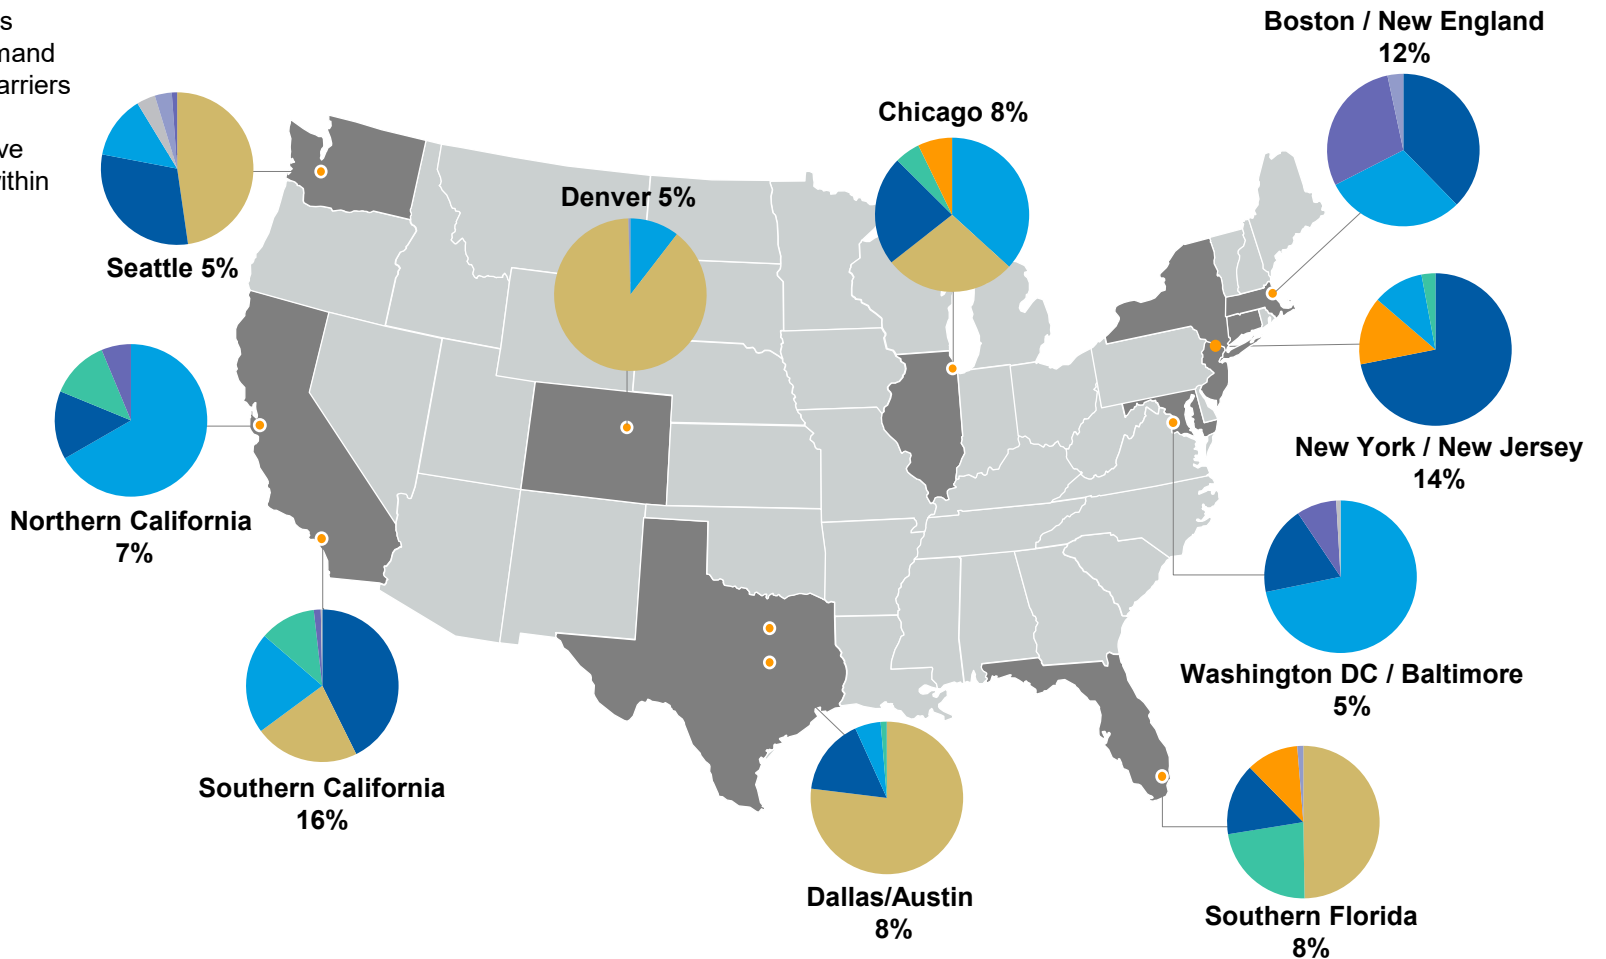 s
mand
arriers
ve
ithin
Boston / New England
12%
Chicago 8%
Denver 5%
Seattle 5%
New York / New Jersey
14%
Northern California
7%
Washington DC / Baltimore
5%
Southern California
16%
Dallas/Austin
8%
Southern Florida
8%